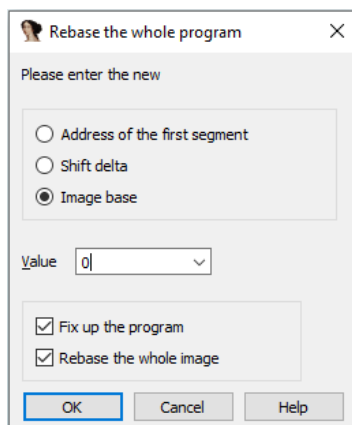 Rebase the whole program
Please enter the new
Address of the first segment
Shift delta
Image base
Value 0
Fix up the program
Rebase the whole image
OK Cancel Help